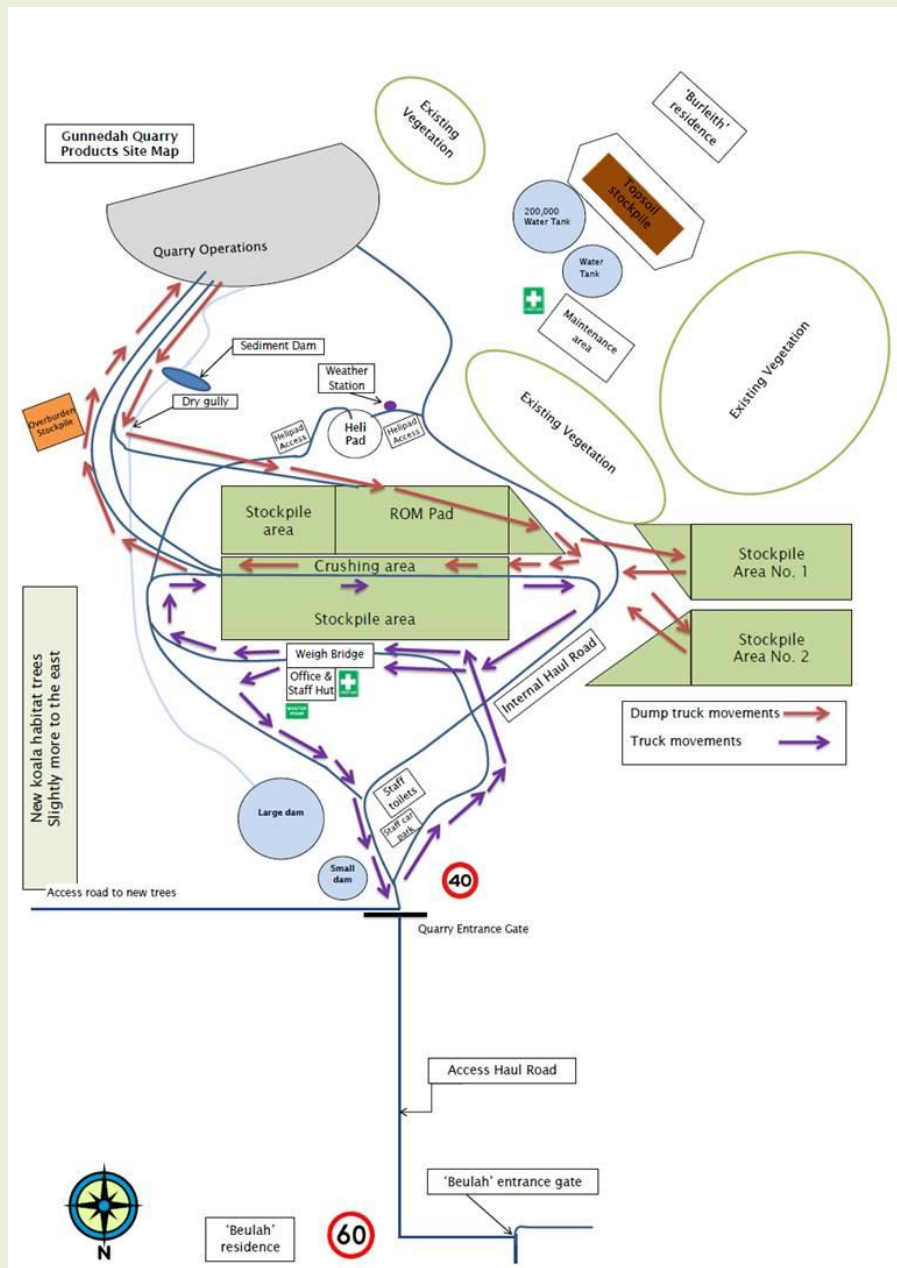 Gunnedah Quarry
Products Site Map
Existing
Vegetation
'Burleith'
residence
Topsoil
stockpile
200,000
Water Tank
Water
Tank
Quarry Operations
Maintenance
area
Existing Vegetation
Existing Vegetation
Sediment Dam
Weather
Station
Dry gully
Overburden
Stockpile
Helipad
Access
Heli
Pad
Helipad
Access
Stockpile
area
ROM Pad
Crushing area
Stockpile area
Stockpile
Area No. 1
Stockpile
Area No. 2
Weigh Bridge
Office &
Staff Hut
Internal Haul Road
Dump truck movements
Truck movements
New koala habitat trees
Slightly more to the east
Staff
toilets
Staff car
park
Large dam
Small
dam
40
Access road to new trees
Quarry Entrance Gate
Access Haul Road
'Beulah' entrance gate
'Beulah'
residence
60
N